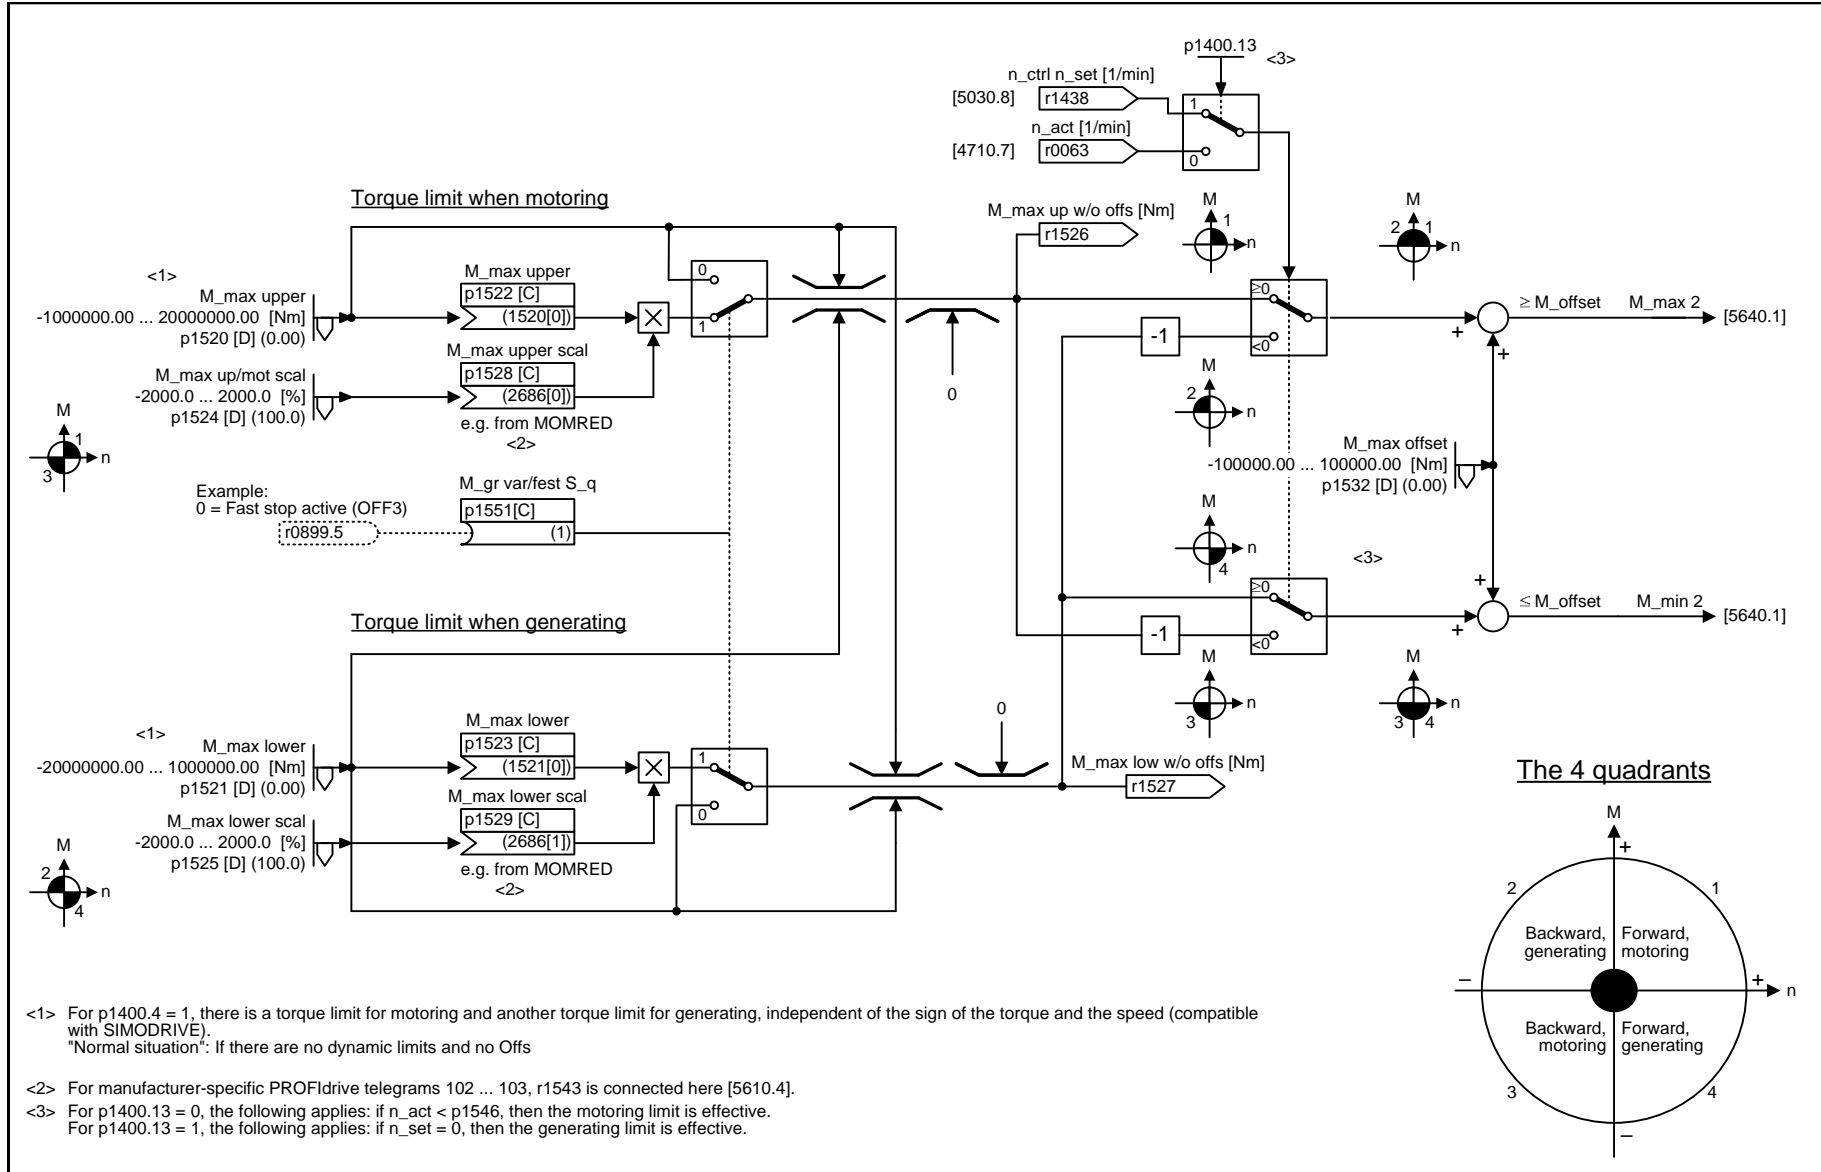 p1400.13
<3>
n_ctrl n_set [1/min]
[5030.8]
r1438
1
n_act [1/min]
[4710.7]
r0063
0
Torque limit when motoring
M_max up w/o offs [Nm]
r1526
M
1
n
M
2 1
n
<1>
M_max upper
-1000000.00 ... 20000000.00 [Nm]
p1520 [D] (0.00)
M_max upper
p1522 [C]
(1520[0])
0
1
≥0
<0
-1
0
≥ M_offset
M_max 2
[5640.1]
+
+
M_max up/mot scal
-2000.0 ... 2000.0 [%]
p1524 [D] (100.0)
M_max upper scal
p1528 [C]
(2686[0])
e.g. from MOMRED
<2>
M
1
n
3
M
2
n
M_max offset
-100000.00 ... 100000.00 [Nm]
p1532 [D] (0.00)
Example:
0 = Fast stop active (OFF3)
r0899.5
M_gr var/fest S_q
p1551[C]
(1)
M
n
4
<3>
≥0
<0
-1
+
+
≤ M_offset
M_min 2
[5640.1]
Torque limit when generating
M
n
3
M
n
3 4
<1>
M_max lower
-20000000.00 ... 1000000.00 [Nm]
p1521 [D] (0.00)
M_max lower
p1523 [C]
(1521[0])
1
0
0
M_max low w/o offs [Nm]
r1527
M_max lower scal
-2000.0 ... 2000.0 [%]
p1525 [D] (100.0)
M_max lower scal
p1529 [C]
(2686[1])
e.g. from MOMRED
<2>
M
2
n
4
The 4 quadrants
M
+
2
1
Backward,
generating
Forward,
motoring
–
+
n
Backward,
motoring
Forward,
generating
3
4
–
<1> For p1400.4 = 1, there is a torque limit for motoring and another torque limit for generating, independent of the sign of the torque and the speed (compatible
with SIMODRIVE).
"Normal situation": If there are no dynamic limits and no Offs
<2> For manufacturer-specific PROFIdrive telegrams 102 ... 103, r1543 is connected here [5610.4].
<3> For p1400.13 = 0, the following applies: if n_act < p1546, then the motoring limit is effective.
For p1400.13 = 1, the following applies: if n_set = 0, then the generating limit is effective.